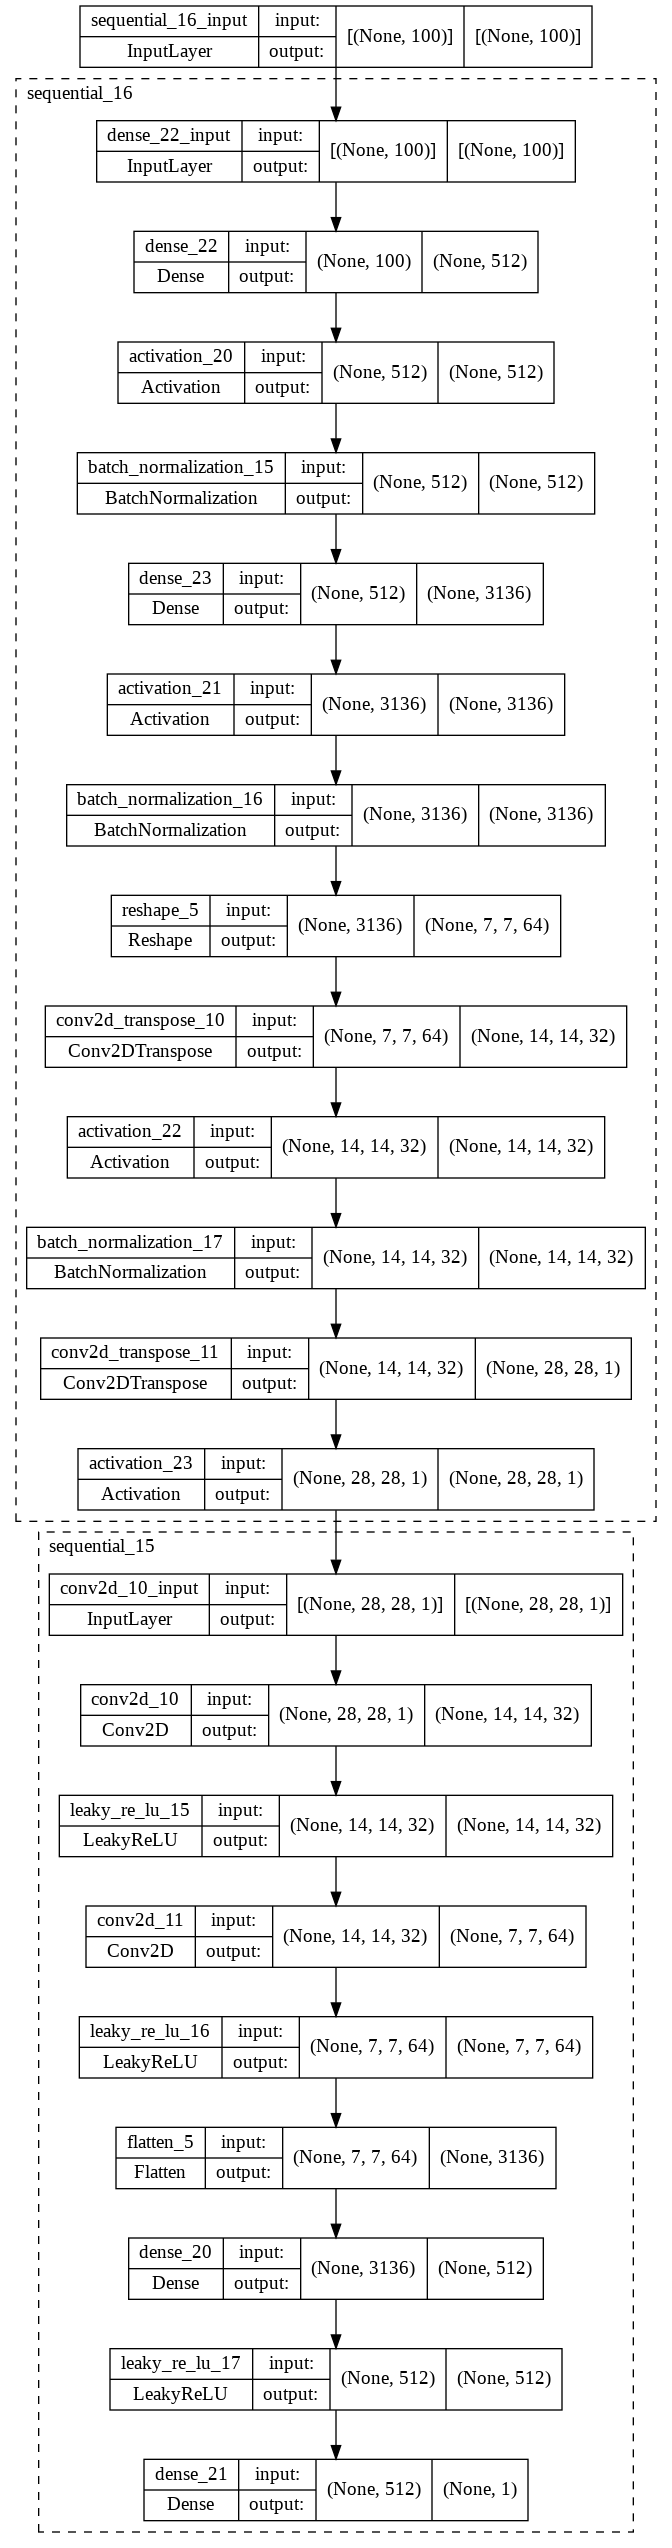 sequential_16_input input: [(None, 100)] [(None, 100)]
InputLayer output:
sequential_16
dense_22_input input: [(None, 100)] [(None, 100)]
InputLayer output:
dense_22 input: (None, 100) (None, 512)
Dense output:
activation_20 input: (None, 512) (None, 512)
Activation output:
batch_normalization_15 input: (None, 512) (None, 512)
BatchNormalization output:
dense_23 input: (None, 512) (None, 3136)
Dense output:
activation_21 input: (None, 3136) (None, 3136)
Activation output:
batch_normalization_16 input: (None, 3136) (None, 3136)
BatchNormalization output:
reshape_5 input: (None, 3136) (None, 7, 7, 64)
Reshape output:
conv2d_transpose_10 input: (None, 7, 7, 64) (None, 14, 14, 32)
Conv2DTranspose output:
activation_22 input: (None, 14, 14, 32) (None, 14, 14, 32)
Activation output:
batch_normalization_17 input: (None, 14, 14, 32) (None, 14, 14, 32)
BatchNormalization output:
conv2d_transpose_11 input: (None, 14, 14, 32) (None, 28, 28, 1)
Conv2DTranspose output:
activation_23 input: (None, 28, 28, 1) (None, 28, 28, 1)
Activation output:
sequential_15
conv2d_10_input input: [(None, 28, 28, 1)] [(None, 28, 28, 1)]
InputLayer output:
conv2d_10 input: (None, 28, 28, 1) (None, 14, 14, 32)
Conv2D output:
leaky_re_lu_15 input: (None, 14, 14, 32) (None, 14, 14, 32)
LeakyReLU output:
conv2d_11 input: (None, 14, 14, 32) (None, 7, 7, 64)
Conv2D output:
leaky_re_lu_16 input: (None, 7, 7, 64) (None, 7, 7, 64)
LeakyReLU output:
flatten_5 input: (None, 7, 7, 64) (None, 3136)
Flatten output:
dense_20 input: (None, 3136) (None, 512)
Dense output:
leaky_re_lu_17 input: (None, 512) (None, 512)
LeakyReLU output:
dense_21 input: (None, 512) (None, 1)
Dense output: